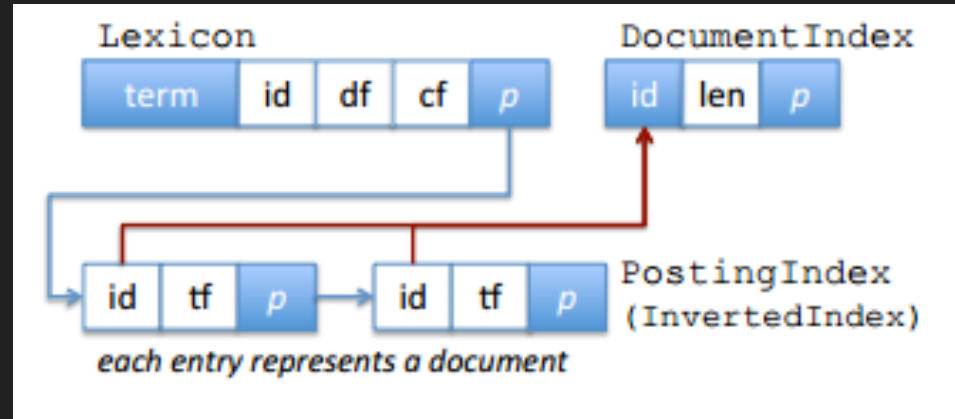 Lexicon
DocumentIndex
term id df cf p
id len p
id tf p
id tf p
PostingIndex
(InvertedIndex)
each entry represents a document